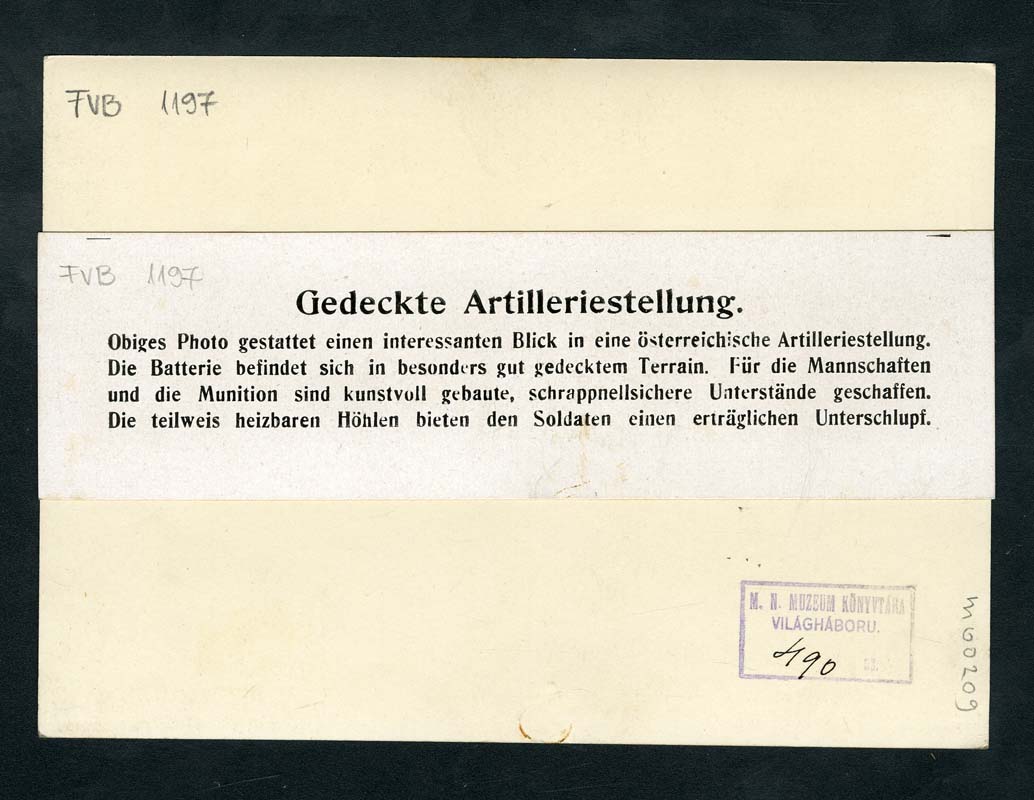 FVB 1197
FVB 1197
Gedeckte Artilleriestellung.
Obiges Photo gestattet einen interessanten Blick in eine österreichische Artilleriestellung.
Die Batterie befindet sich in besonders gut gedecktem Terrain. Für die Mannschaften
und die Munition sind kunstvoll gebaute, schrappnellsichere Unterstände geschaffen.
Die teilweis heizbaren Höhlen bieten den Soldaten einen erträglichen Unterschlupf.
M. N. MUZEUM KÖNYVTÁRA
VILÁGHÁBORU.
490
m00209